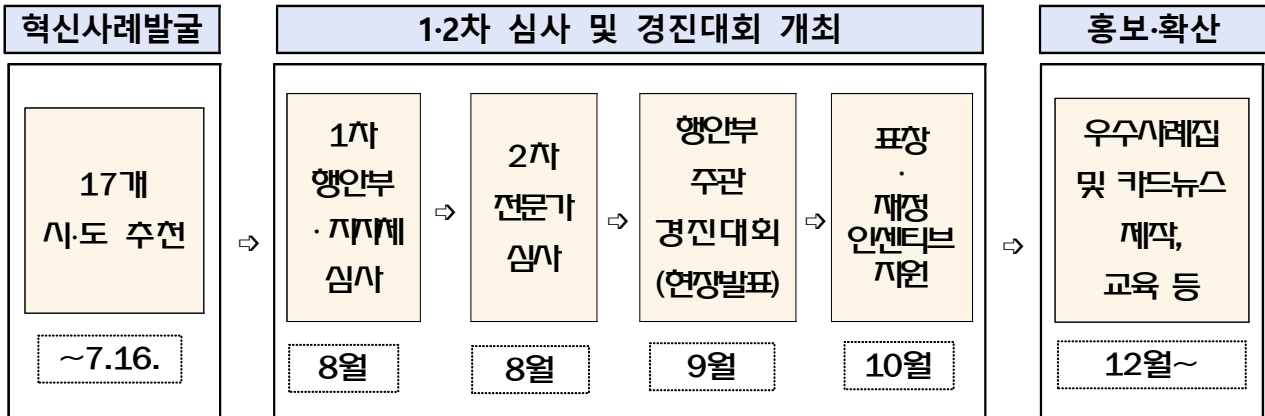 혁신사례발굴
17개
시·도 추천
~7.16.
⇨
1·2차 심사 및 경진대회 개최
1차
행안부
·지자체
심사
8월
⇨
2차
전문가
심사
8월
⇨
행안부
주관
경진대회
(현장발표)
9월
⇨
표창
·
재정
인센티브
지원
10월
⇨
홍보·확산
우수사례집
및 카드뉴스
제작,
교육 등
12월~